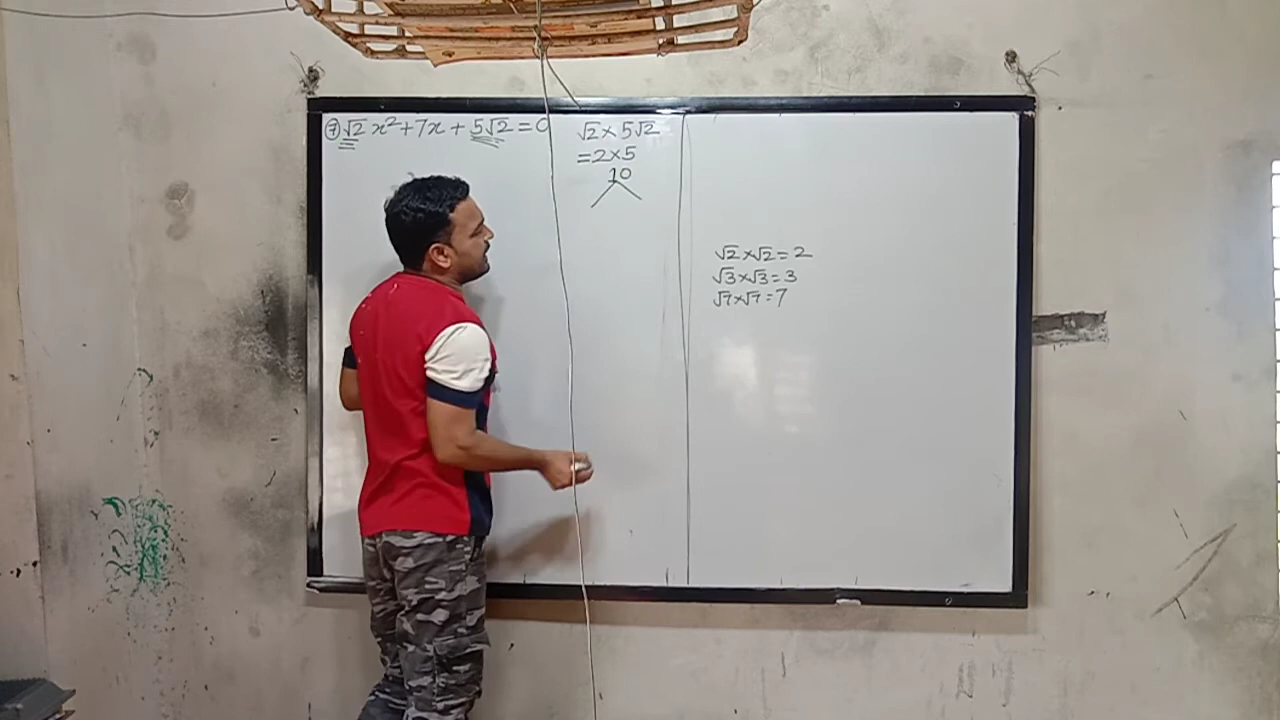 ⑦ √2 x² + 7x + 5√2 = 0
√2 × 5√2
= 2 × 5
10
√2 × √2 = 2
√3 × √3 = 3
√7 × √7 = 7